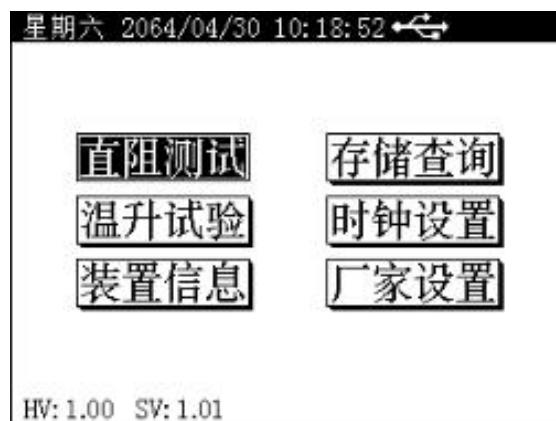 星期六 2064/04/30 10:18:52
直阻测试 存储查询
温升试验 时钟设置
装置信息 厂家设置
HV:1.00 SV:1.01